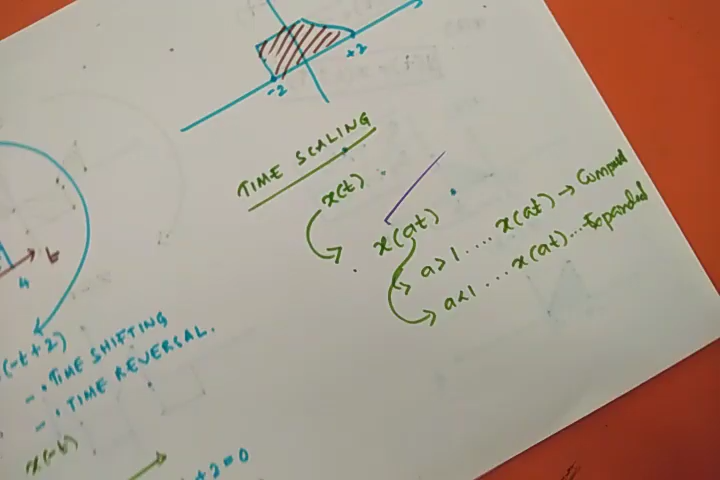 -2
+2
TIME SCALING
x(t)
x(at)
a>1.... x(at) → Compressed
a<1 ... x(at)...Expanded
t
4
(-t+2)
- . TIME SHIFTING
- . TIME REVERSAL.
x(-t)
+2=0